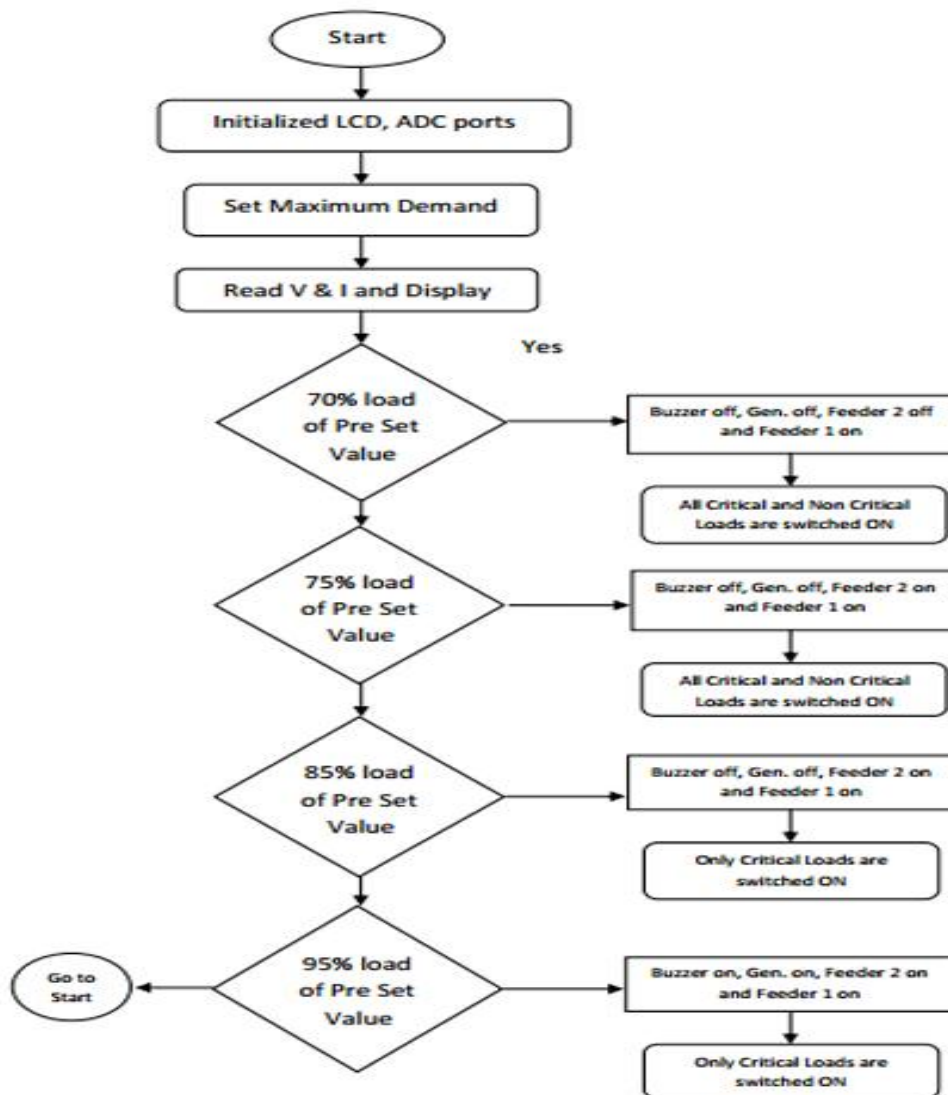 Start
Initialized LCD, ADC ports
Set Maximum Demand
Read V & I and Display
Yes
70% load
of Pre Set
Value
Buzzer off, Gen. off, Feeder 2 off
and Feeder 1 on
All Critical and Non Critical
Loads are switched ON
75% load
of Pre Set
Value
Buzzer off, Gen. off, Feeder 2 on
and Feeder 1 on
All Critical and Non Critical
Loads are switched ON
85% load
of Pre Set
Value
Buzzer off, Gen. off, Feeder 2 on
and Feeder 1 on
Only Critical Loads are
switched ON
95% load
of Pre Set
Value
Go to
Start
Buzzer on, Gen. on, Feeder 2 on
and Feeder 1 on
Only Critical Loads are
switched ON